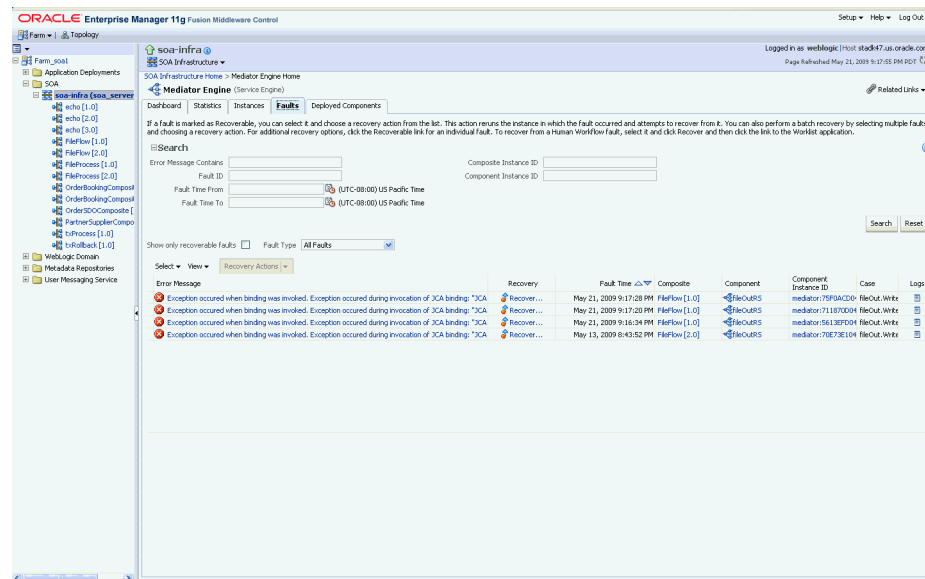 ORACLE Enterprise Manager 11g Fusion Middleware Control
Setup Help Log Out
Farm Topology
Farm_soa1
Application Deployments
SOA
soa-infra (soa_server
echo [1.0]
echo [2.0]
echo [3.0]
FileFlow [1.0]
FileFlow [2.0]
FileProcess [1.0]
FileProcess [2.0]
OrderBookingComposit
OrderBookingComposit
OrderSDOComposite [
PartnerSupplierCompo
txProcess [1.0]
txRollback [1.0]
WebLogic Domain
Metadata Repositories
User Messaging Service
soa-infra
Logged in as weblogic|Host stadk47.us.oracle.com
SOA Infrastructure
Page Refreshed May 21, 2009 9:17:55 PM PDT
SOA Infrastructure Home > Mediator Engine Home
Mediator Engine (Service Engine)
Related Links
Dashboard Statistics Instances Faults Deployed Components
If a fault is marked as Recoverable, you can select it and choose a recovery action from the list. This action reruns the instance in which the fault occurred and attempts to recover from it. You can also perform a batch recovery by selecting multiple faults
and choosing a recovery action. For additional recovery options, click the Recoverable link for an individual fault. To recover from a Human Workflow fault, select it and click Recover and then click the link to the Worklist application.
Search
Error Message Contains Composite Instance ID
Fault ID Component Instance ID
Fault Time From (UTC-08:00) US Pacific Time
Fault Time To (UTC-08:00) US Pacific Time
Search Reset
Show only recoverable faults Fault Type All Faults
Select View Recovery Actions
Error Message Recovery Fault Time Composite Component Component Instance ID Case Logs
Exception occured when binding was invoked. Exception occured during invocation of JCA binding: "JCA Recover... May 21, 2009 9:17:28 PM FileFlow [1.0] fileOutRS mediator:75F0ACD0 fileOut.Write
Exception occured when binding was invoked. Exception occured during invocation of JCA binding: "JCA Recover... May 21, 2009 9:17:20 PM FileFlow [1.0] fileOutRS mediator:711870D04 fileOut.Write
Exception occured when binding was invoked. Exception occured during invocation of JCA binding: "JCA Recover... May 21, 2009 9:16:34 PM FileFlow [1.0] fileOutRS mediator:5613EFD04 fileOut.Write
Exception occured when binding was invoked. Exception occured during invocation of JCA binding: "JCA Recover... May 13, 2009 8:43:52 PM FileFlow [2.0] fileOutRS mediator:70E73E104 fileOut.Write